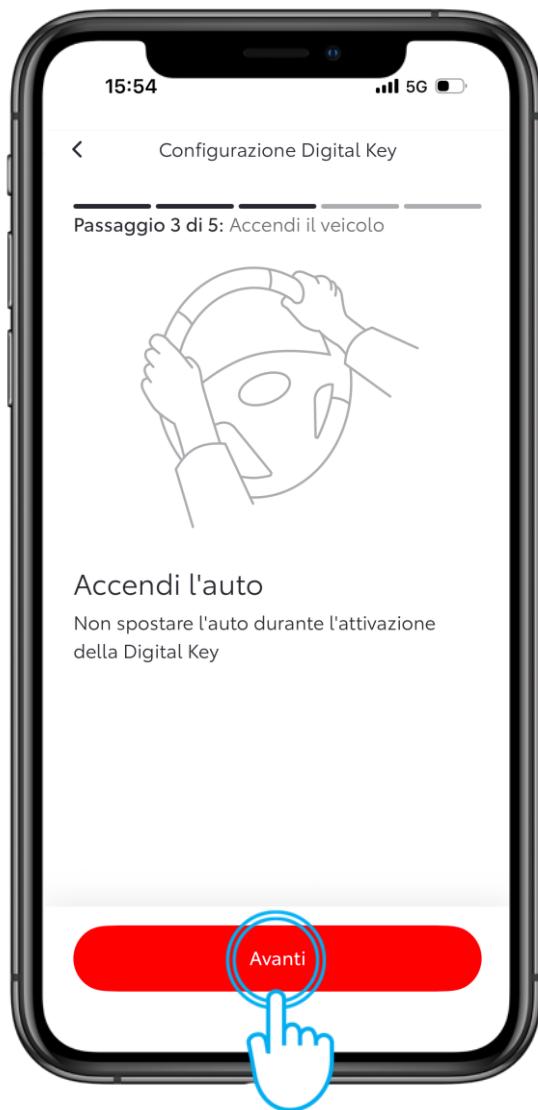 15:54 5G
Configurazione Digital Key
Passaggio 3 di 5: Accendi il veicolo
Accendi l'auto
Non spostare l'auto durante l'attivazione
della Digital Key
Avanti